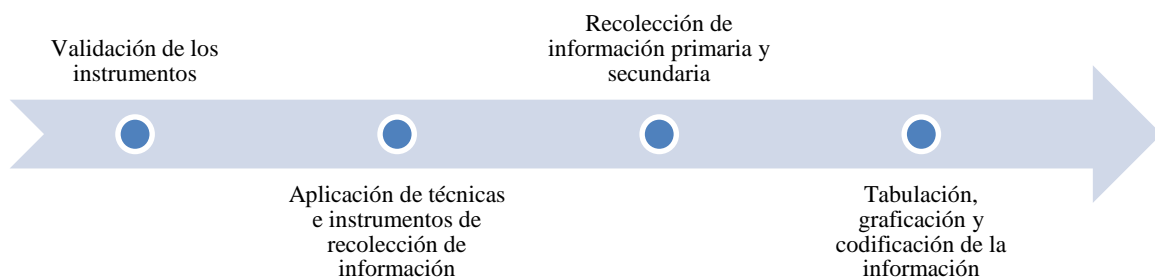 Validación de los
instrumentos
Aplicación de técnicas
e instrumentos de
recolección de
información
Recolección de
información primaria y
secundaria
Tabulación,
graficación y
codificación de la
información